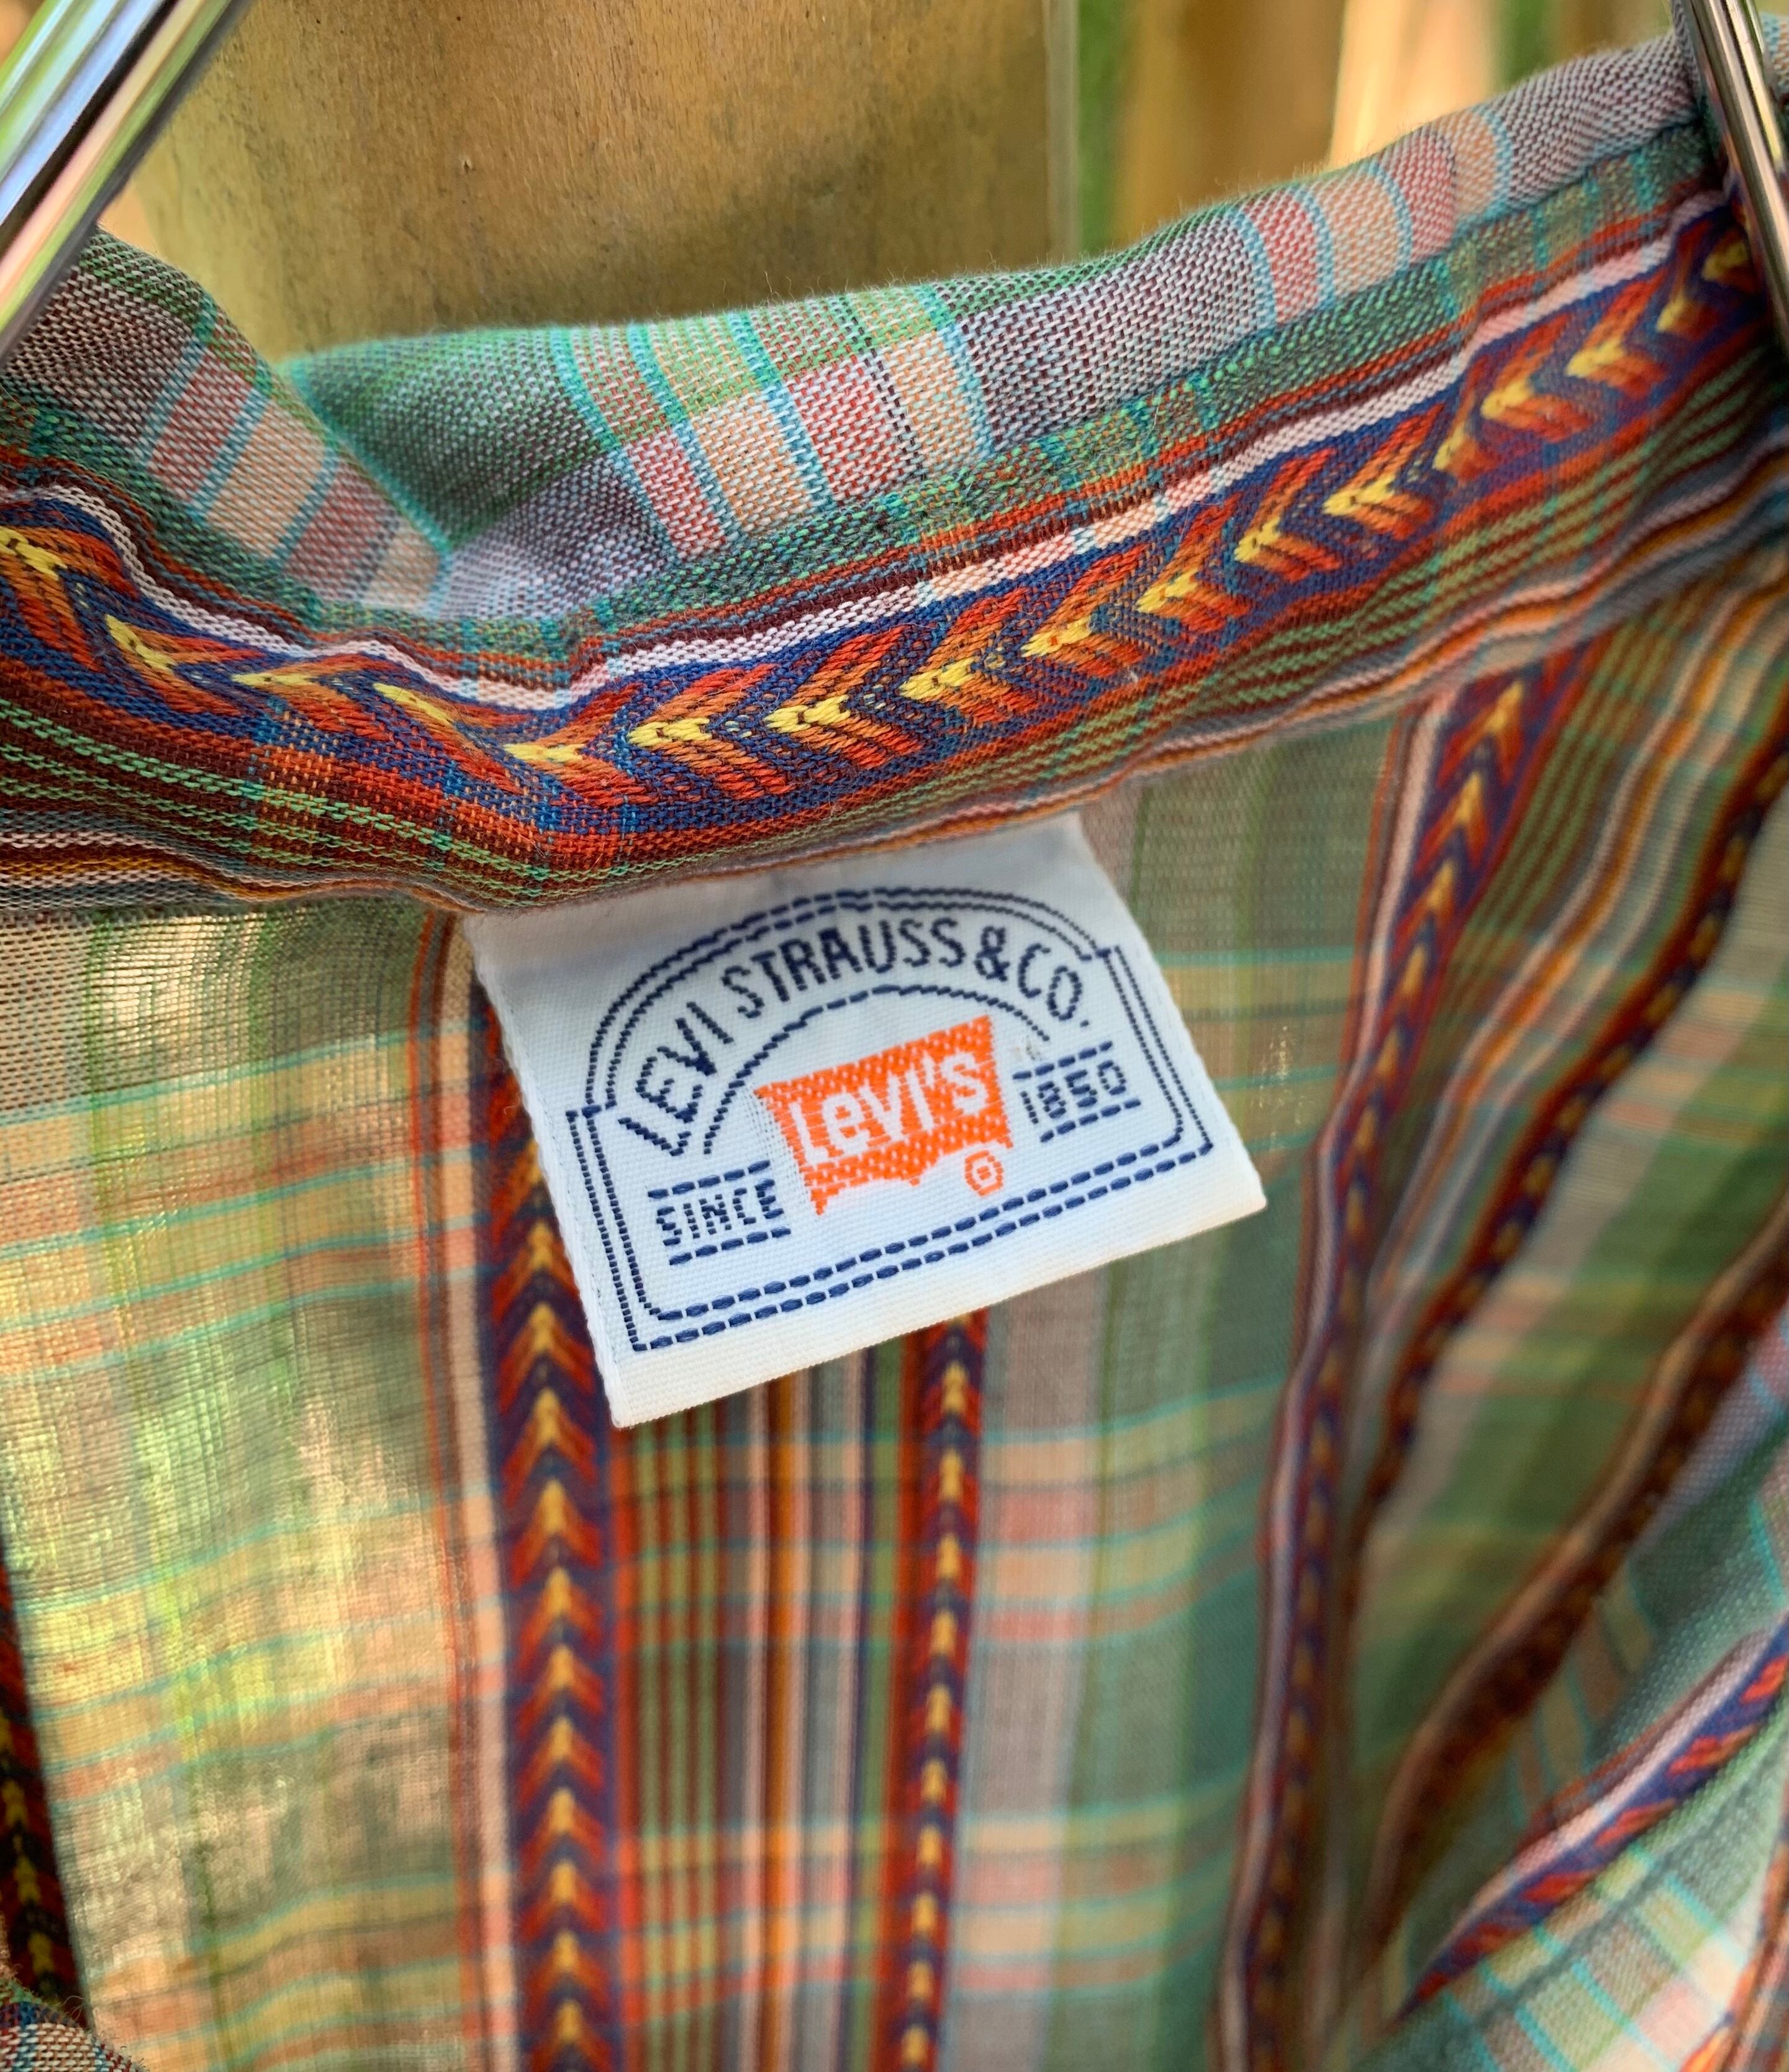 LEVI STRAUSS & CO.
Levi's
®
SINCE 1850